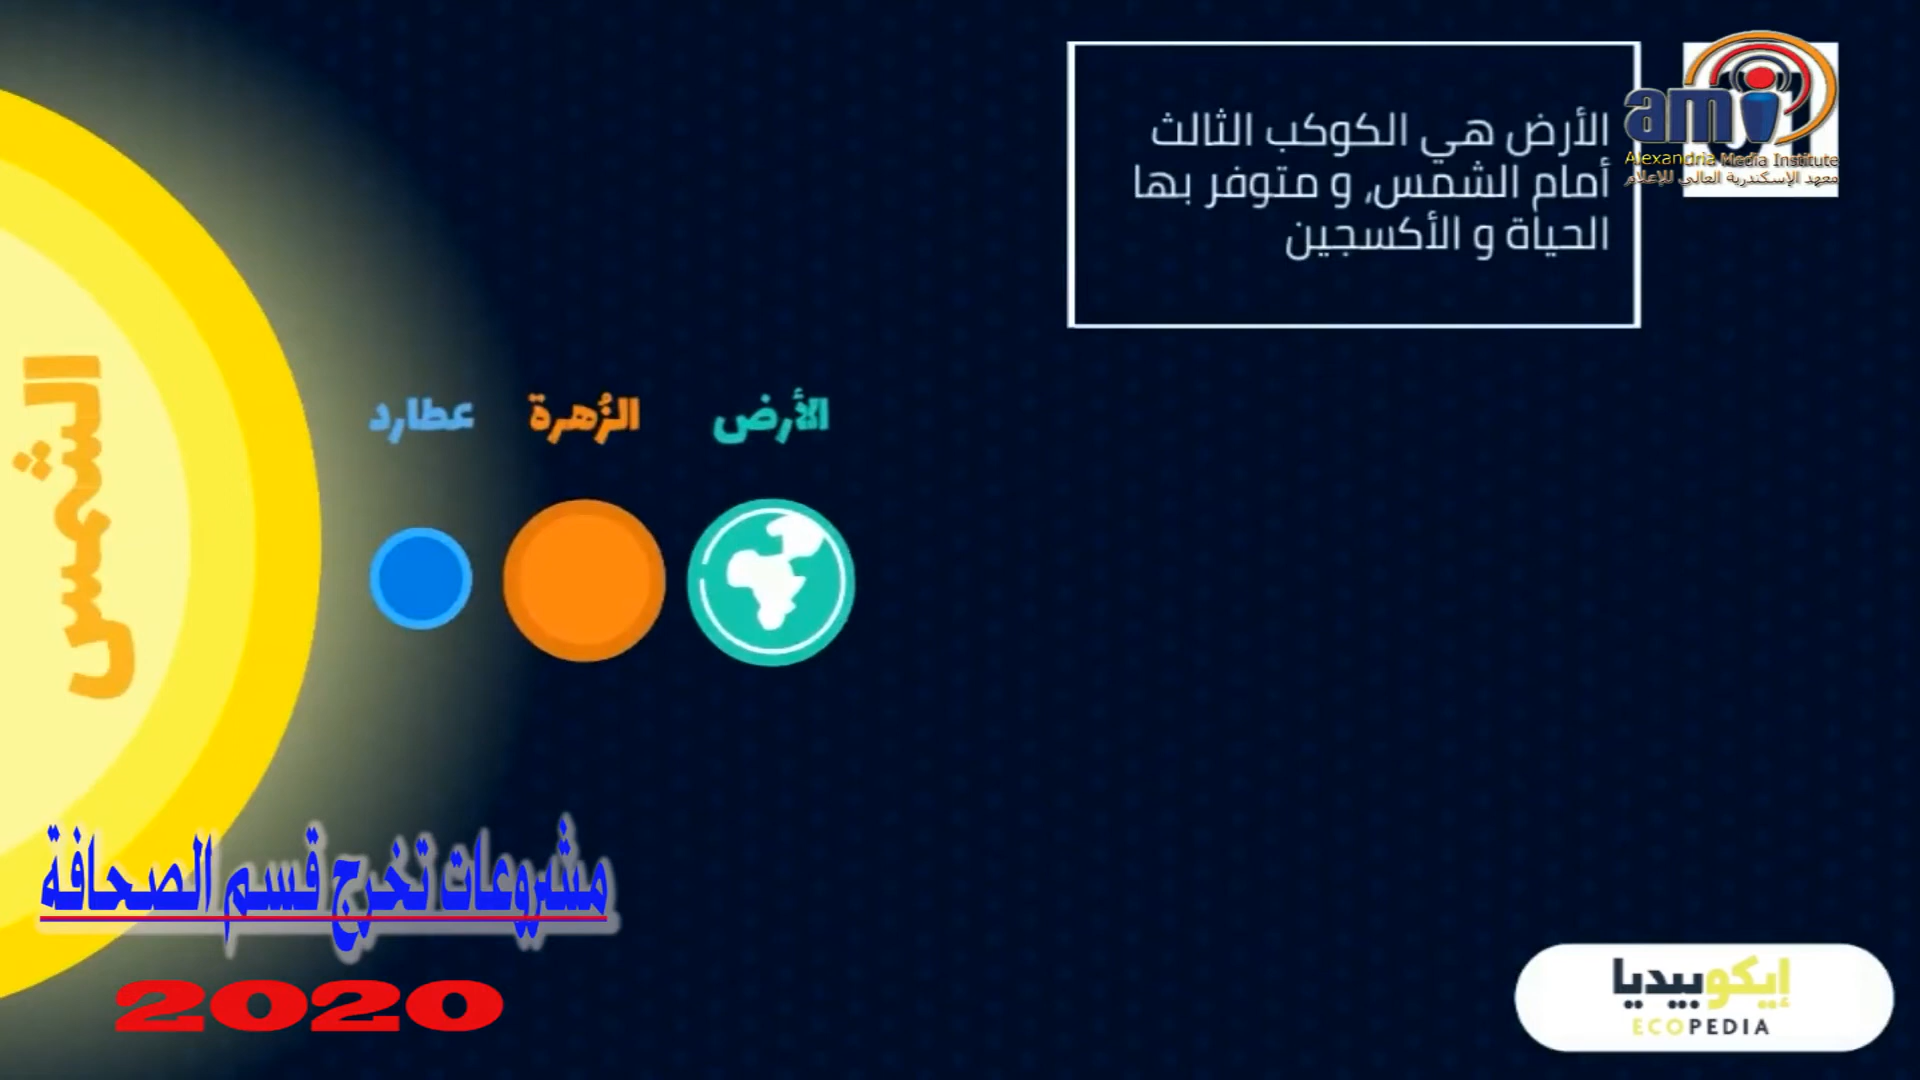 الأرض هي الكوكب الثالث
أمام الشمس, و متوفر بها
الحياة و الأكسجين
ami
Alexandria Media Institute
معهد الإسكندرية العالي للإعلام
الأرض
الزُهرة
عطارد
الشمس
مشروعات تخرج قسم الصحافة
2020
إيكوبيديا
ECOPEDIA